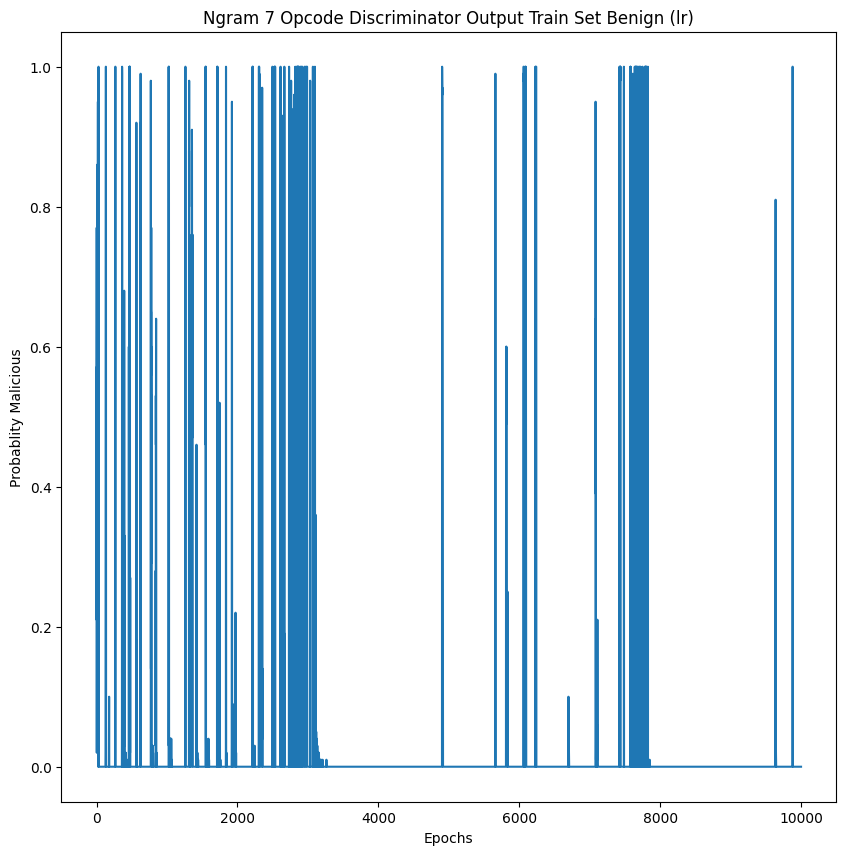 Ngram 7 Opcode Discriminator Output Train Set Benign (lr)
1.0
0.8
0.6
0.4
0.2
0.0
Probablity Malicious
0 2000 4000 6000 8000 10000
Epochs